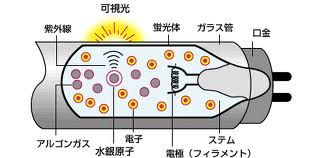 可視光
紫外線
蛍光体
ガラス管
口金
アルゴンガス
水銀原子
電子
電極（フィラメント）
ステム